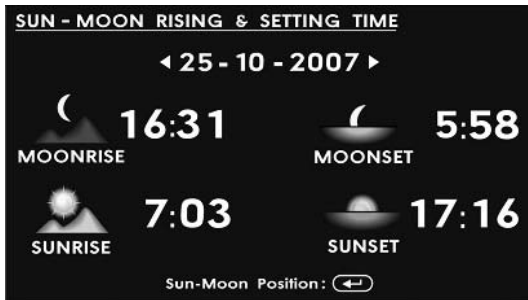 SUN - MOON RISING & SETTING TIME
25 - 10 - 2007
16:31 5:58
MOONRISE MOONSET
7:03 17:16
SUNRISE SUNSET
Sun-Moon Position: